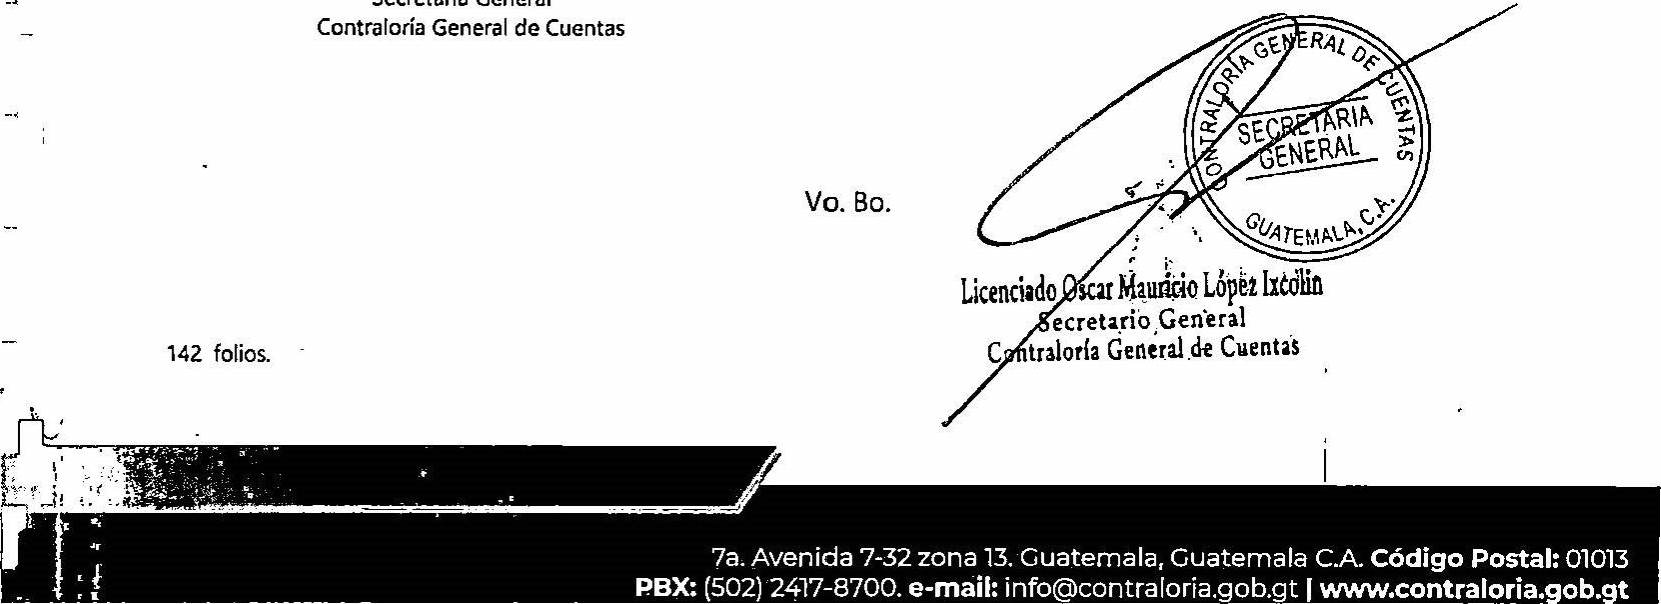 Secretaría General
Contraloría General de Cuentas
CONTRALORÍA GENERAL DE CUENTAS
SECRETARIA
GENERAL
GUATEMALA, C.A.
Vo. Bo.
Licenciado Oscar Mauricio López Ixcolin
Secretario General
Contraloría General de Cuentas
142 folios.
7a. Avenida 7-32 zona 13. Guatemala, Guatemala C.A. Código Postal: 01013
PBX: (502) 2417-8700. e-mail: info@contraloria.gob.gt | www.contraloria.gob.gt